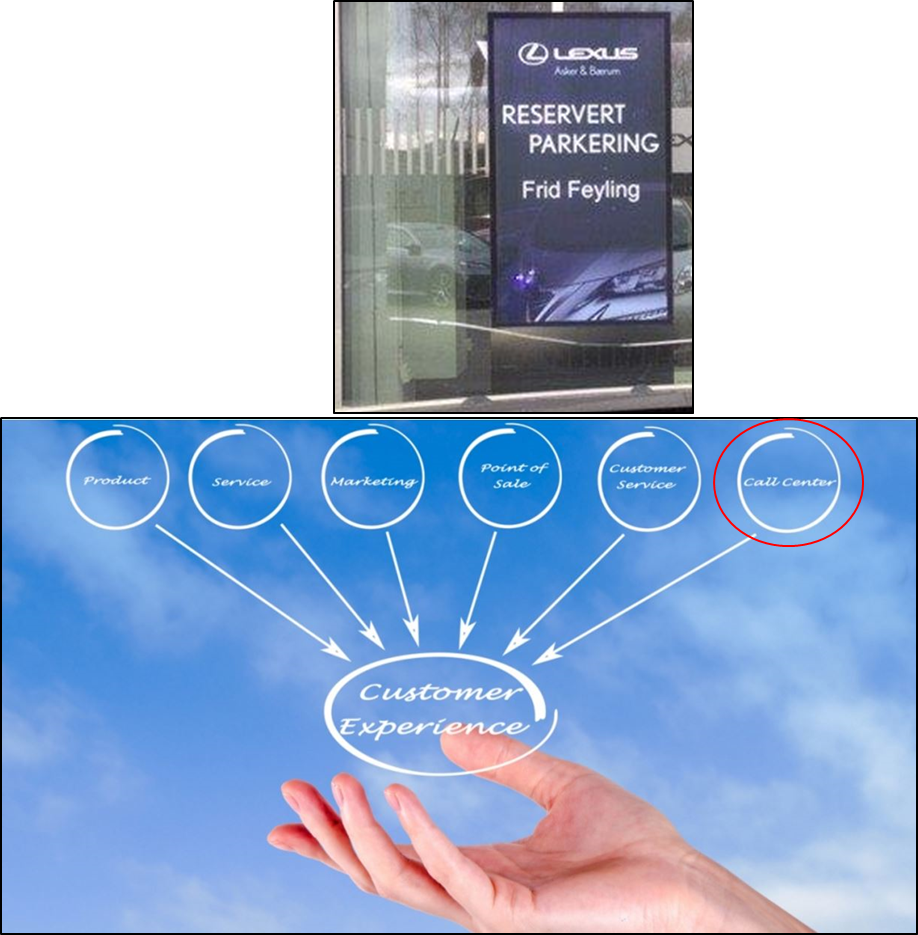 LEXUS
Asker & Bærum
RESERVERT
PARKERING
Frid Feyling
Product
Service
Marketing
Point of
Sale
Customer
Service
Call Center
Customer
Experience